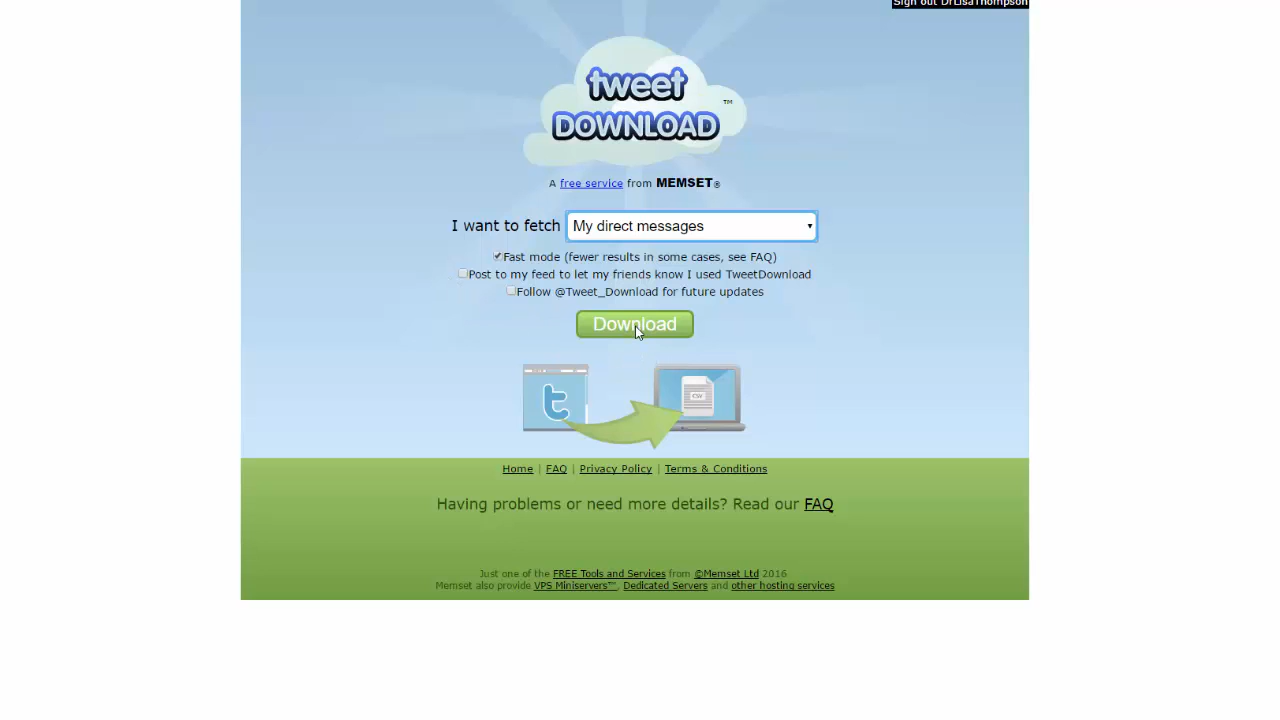 Sign out DrLisaThompson
tweet
DOWNLOAD ™
A free service from MEMSET®
I want to fetch My direct messages
Fast mode (fewer results in some cases, see FAQ)
Post to my feed to let my friends know I used TweetDownload
Follow @Tweet_Download for future updates
Download
t
CSV
Home | FAQ | Privacy Policy | Terms & Conditions
Having problems or need more details? Read our FAQ
Just one of the FREE Tools and Services from ©Memset Ltd 2016
Memset also provide VPS Miniservers™, Dedicated Servers and other hosting services